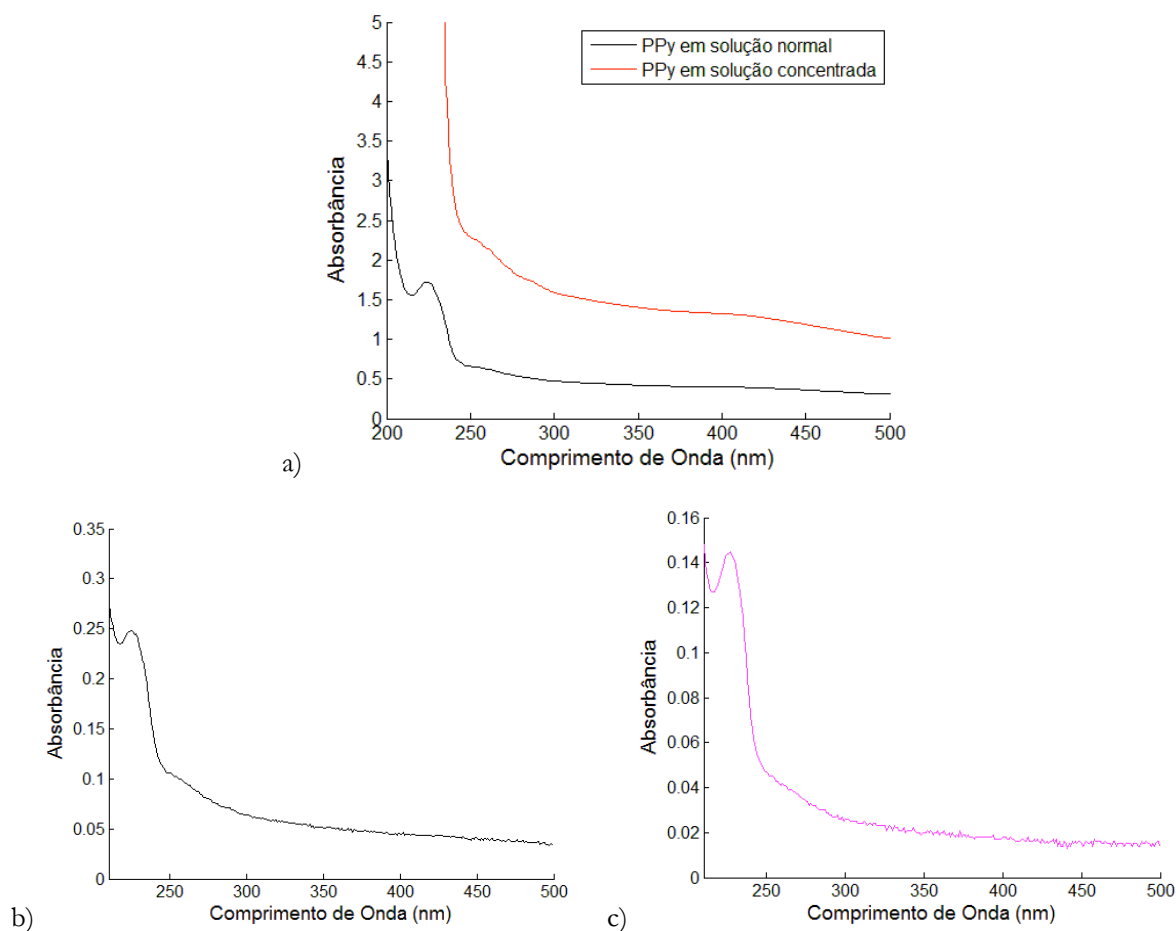 PPy em solução normal
PPy em solução concentrada
5
4.5
4
3.5
3
2.5
2
1.5
1
0.5
0
Absorbância
200 250 300 350 400 450 500
Comprimento de Onda (nm)
a)
0.35
0.3
0.25
0.2
0.15
0.1
0.05
0
Absorbância
250 300 350 400 450 500
Comprimento de Onda (nm)
b)
0.16
0.14
0.12
0.1
0.08
0.06
0.04
0.02
0
Absorbância
250 300 350 400 450 500
Comprimento de Onda (nm)
c)